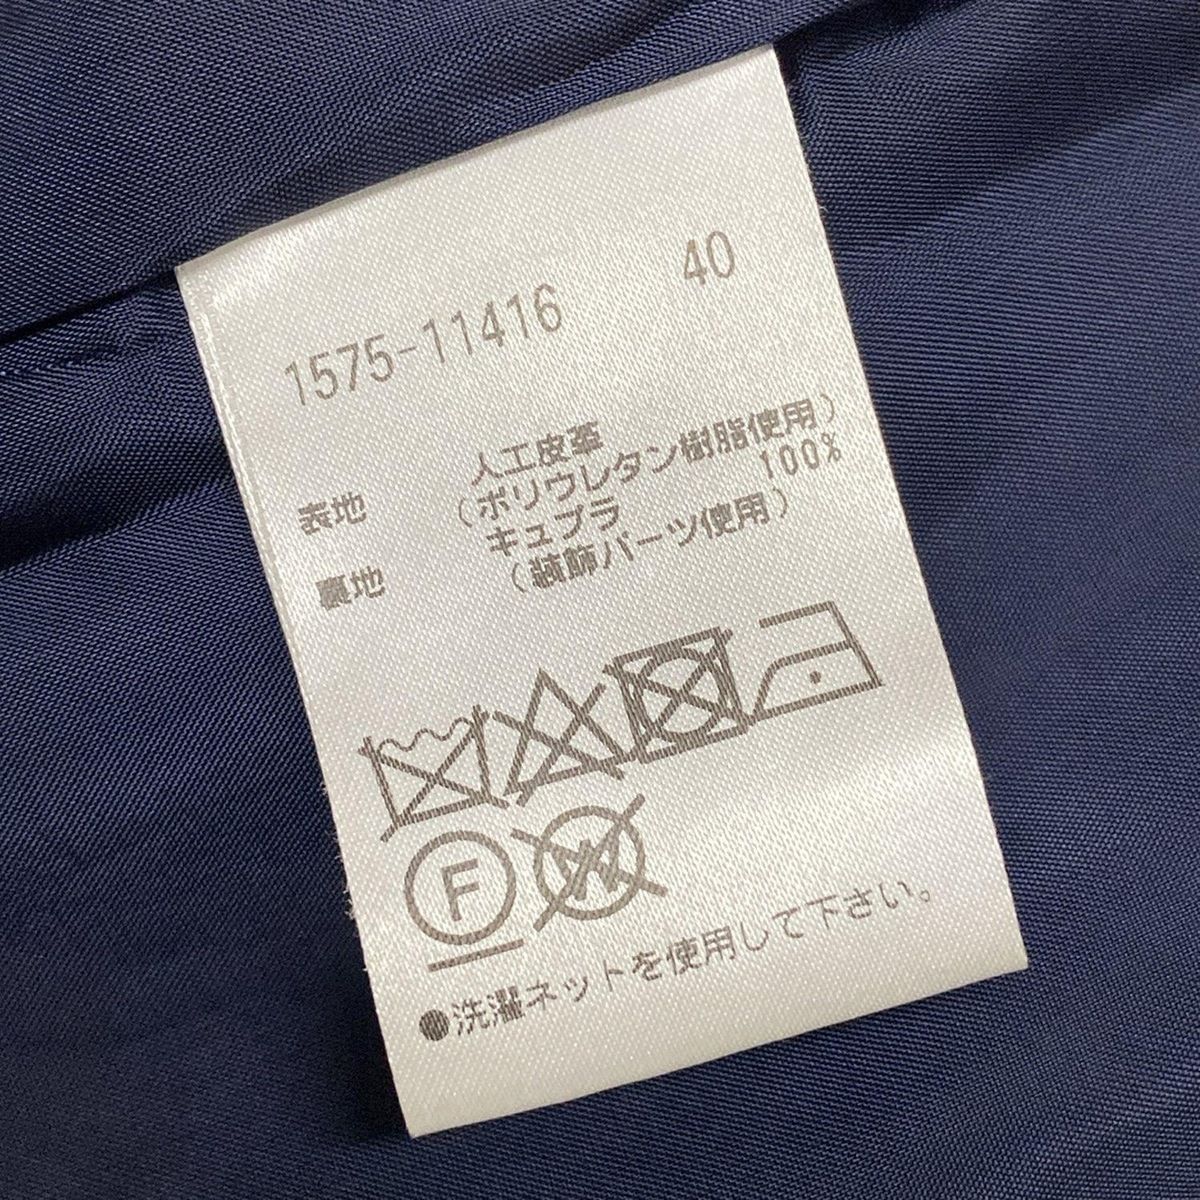 1575-11416 40
人工皮革
表地 (ポリウレタン樹脂使用)
キュプラ 100%
裏地 (装飾パーツ使用)
F W
●洗濯ネットを使用して下さい。